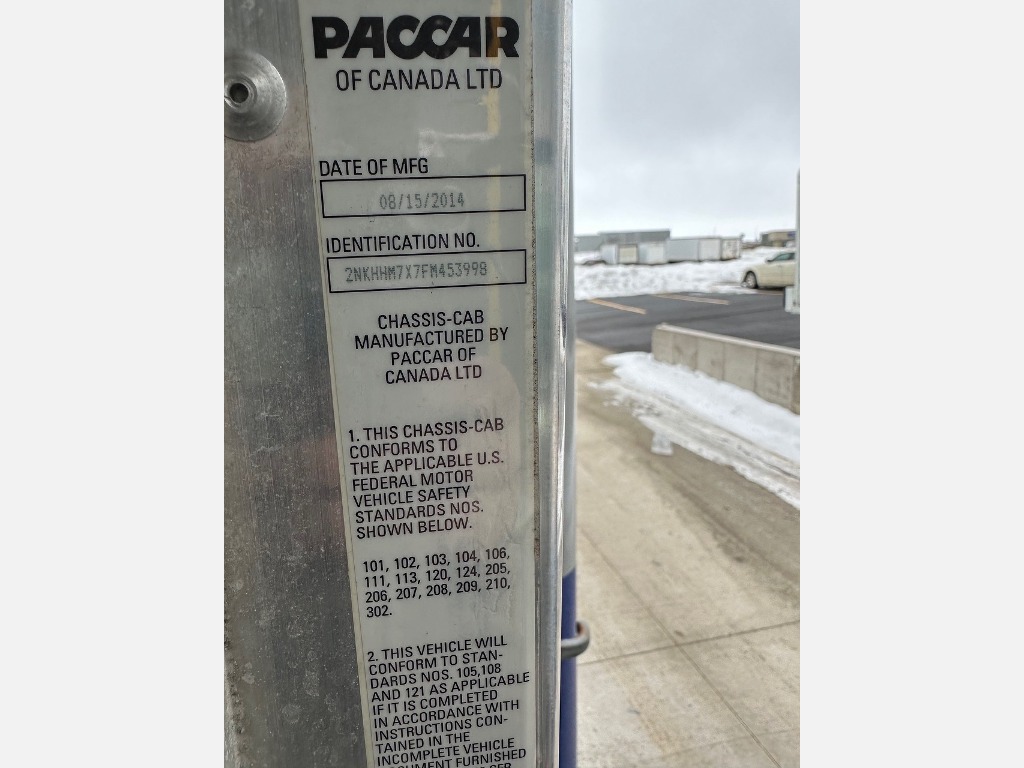 PACCAR
OF CANADA LTD
DATE OF MFG
08/15/2014
IDENTIFICATION NO.
2NKHHM7X7FM453998
CHASSIS-CAB
MANUFACTURED BY
PACCAR OF
CANADA LTD
1. THIS CHASSIS-CAB
CONFORMS TO
THE APPLICABLE U.S.
FEDERAL MOTOR
VEHICLE SAFETY
STANDARDS NOS.
SHOWN BELOW.
101, 102, 103, 104, 106,
111, 113, 120, 124, 205,
206, 207, 208, 209, 210,
302.
2. THIS VEHICLE WILL
CONFORM TO STAN-
DARDS NOS. 105,108
AND 121 AS APPLICABLE
IF IT IS COMPLETED
IN ACCORDANCE WITH
INSTRUCTIONS CON-
TAINED IN THE
INCOMPLETE VEHICLE
DOCUMENT FURNISHED